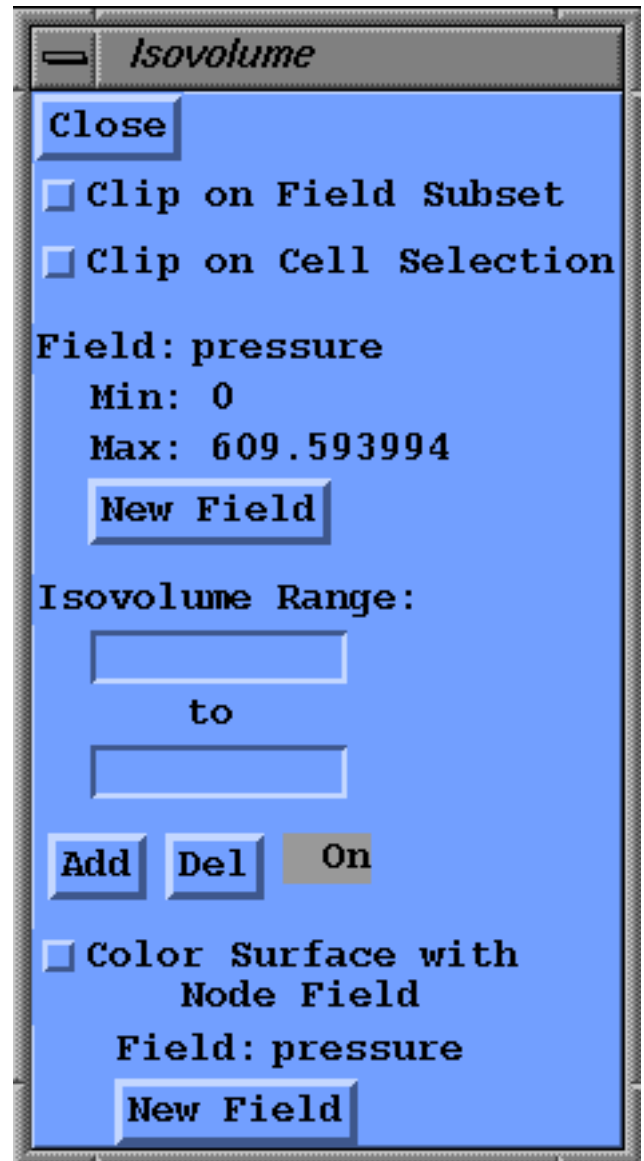 Isovolume
Close
Clip on Field Subset
Clip on Cell Selection
Field: pressure
Min: 0
Max: 609.593994
New Field
Isovolume Range:
to
Add Del On
Color Surface with
Node Field
Field: pressure
New Field